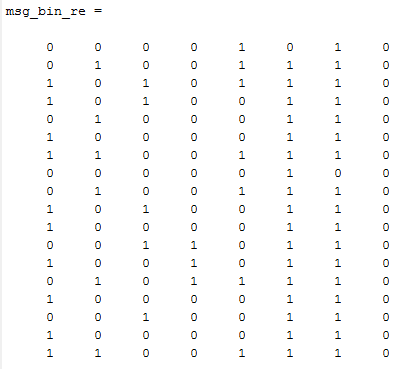 msg_bin_re =
0 0 0 0 1 0 1 0
0 1 0 0 1 1 1 0
1 0 1 0 1 1 1 0
1 0 1 0 0 1 1 0
0 1 0 0 0 1 1 0
1 0 0 0 0 1 1 0
1 1 0 0 1 1 1 0
0 0 0 0 0 1 0 0
0 1 0 0 1 1 1 0
1 0 1 0 0 1 1 0
1 0 0 0 0 1 1 0
0 0 1 1 0 1 1 0
1 0 0 1 0 1 1 0
0 1 0 1 1 1 1 0
1 0 0 0 0 1 1 0
0 0 1 0 0 1 1 0
1 0 0 0 0 1 1 0
1 1 0 0 1 1 1 0